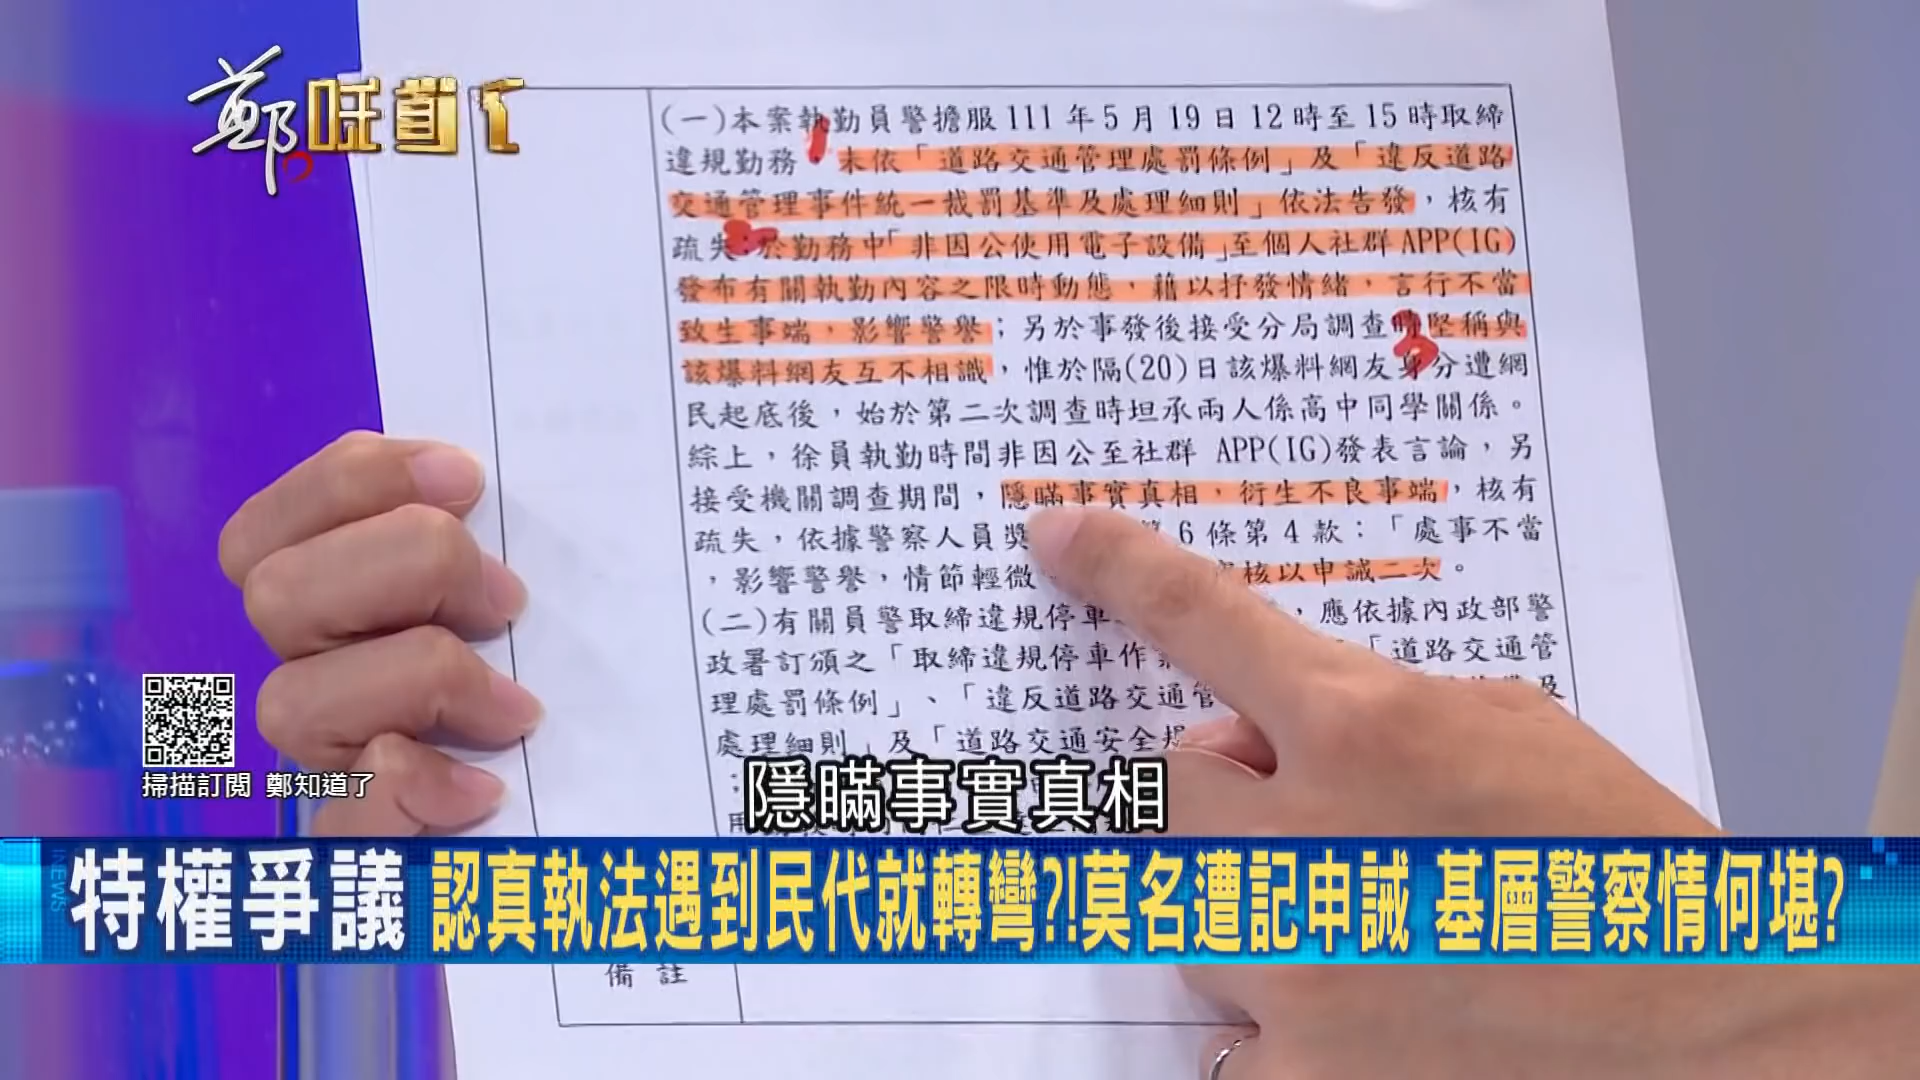 (一)本案執勤員警擔服111年5月19日12時至15時取締
違規勤務，未依「道路交通管理處罰條例」及「違反道路
交通管理事件統一裁罰基準及處理細則」依法告發，核有
疏失；於勤務中「非因公使用電子設備」至個人社群APP(IG)
發布有關執勤內容之限時動態，藉以抒發情緒，言行不當
致生事端，影響警譽；另於事發後接受分局調查時堅稱與
該爆料網友互不相識，惟於隔(20)日該爆料網友身分遭網
民起底後，始於第二次調查時坦承兩人係高中同學關係。
綜上，徐員執勤時間非因公至社群 APP(IG)發表言論，另
接受機關調查期間，隱瞞事實真相，衍生不良事端，核有
疏失，依據警察人員獎 第6條第4款：「處事不當
，影響警譽，情節輕微 核以申誡二次。
(二)有關員警取締違規停車 ，應依據內政部警
政署訂頒之「取締違規停車作 「道路交通管
理處罰條例」、「違反道路交通管 及
處理細則」及「道路交通安全規
隱瞞事實真相
掃描訂閱 鄭知道了
iNEWS
特權爭議 認真執法遇到民代就轉彎?!莫名遭記申誡 基層警察情何堪?
備註